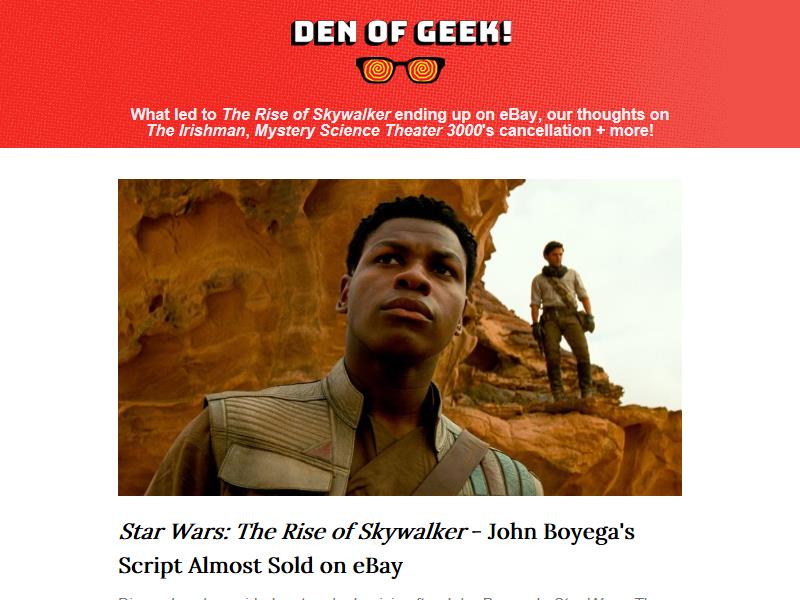 DEN OF GEEK!
What led to The Rise of Skywalker ending up on eBay, our thoughts on
The Irishman, Mystery Science Theater 3000's cancellation + more!
Star Wars: The Rise of Skywalker - John Boyega's
Script Almost Sold on eBay